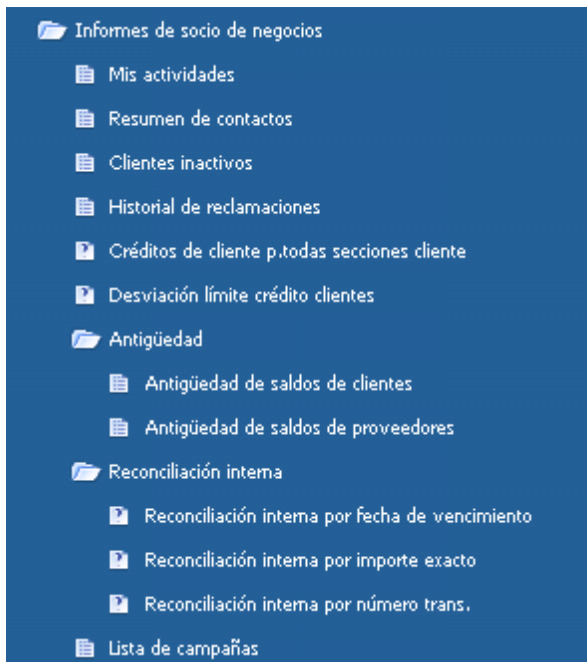 Informes de socio de negocios
Mis actividades
Resumen de contactos
Clientes inactivos
Historial de reclamaciones
Créditos de cliente p.todas secciones cliente
Desviación límite crédito clientes
Antigüedad
Antigüedad de saldos de clientes
Antigüedad de saldos de proveedores
Reconciliación interna
Reconciliación interna por fecha de vencimiento
Reconciliación interna por importe exacto
Reconciliación interna por número trans.
Lista de campañas